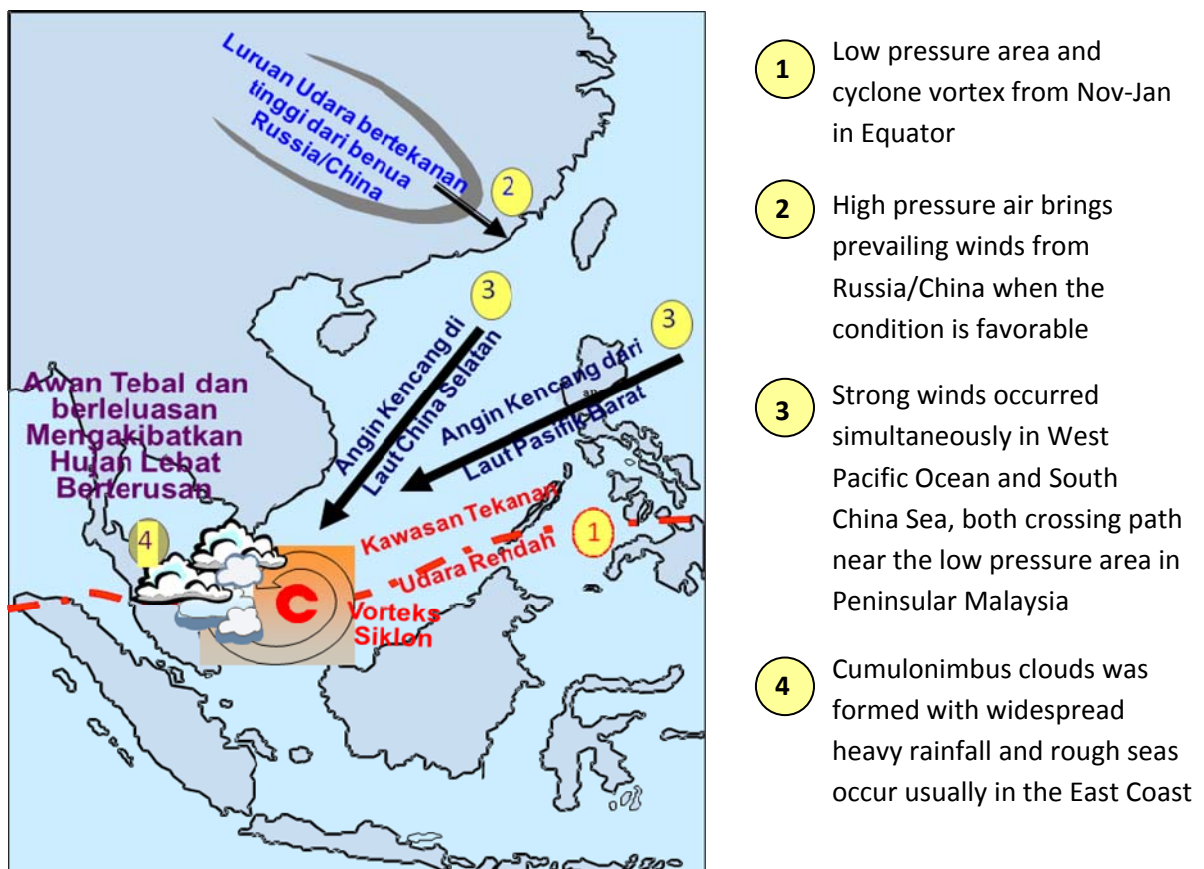 Luruan Udara bertekanan
tinggi dari benua
Russia/China
2
3
3
Angin Kencang di
Laut China Selatan
Angin Kencang dari
Laut Pasifik Barat
Awan Tebal dan
berleluasan
Mengakibatkan
Hujan Lebat
Berterusan
4
Kawasan Tekanan
Udara Rendah
1
C
Vorteks
Siklon
1
Low pressure area and
cyclone vortex from Nov-Jan
in Equator
2
High pressure air brings
prevailing winds from
Russia/China when the
condition is favorable
3
Strong winds occurred
simultaneously in West
Pacific Ocean and South
China Sea, both crossing path
near the low pressure area in
Peninsular Malaysia
4
Cumulonimbus clouds was
formed with widespread
heavy rainfall and rough seas
occur usually in the East Coast